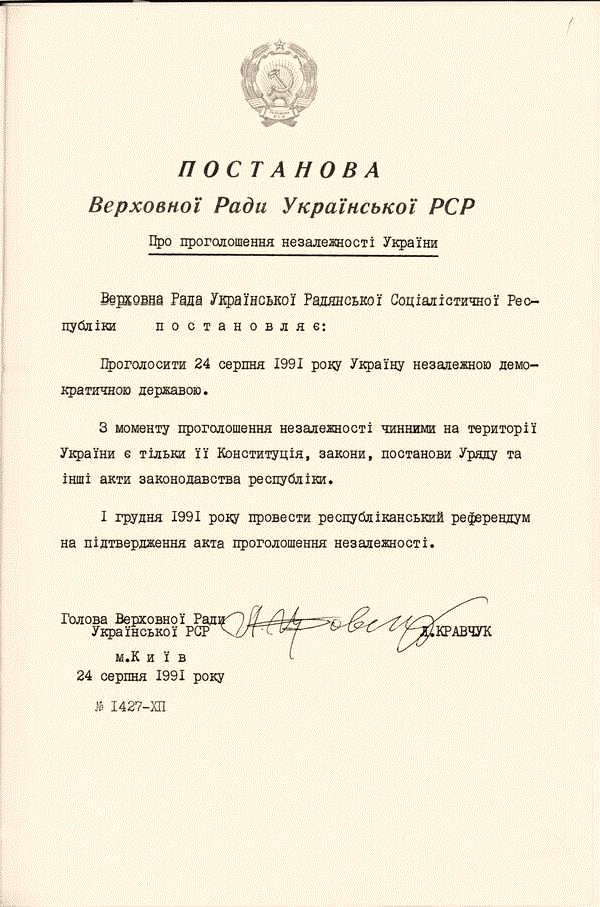 ПОСТАНОВА
Верховної Ради Української РСР
Про проголошення незалежності України
Верховна Рада Української Радянської Соціалістичної Рес-
публіки постановляє:
Проголосити 24 серпня 1991 року Україну незалежною демо-
кратичною державою.
З моменту проголошення незалежності чинними на території
України є тільки її Конституція, закони, постанови Уряду та
інші акти законодавства республіки.
І грудня 1991 року провести республіканський референдум
на підтвердження акта проголошення незалежності.
Голова Верховної Ради
Української РСР
Л.КРАВЧУК
м.Київ
24 серпня 1991 року
№ 1427-ХП